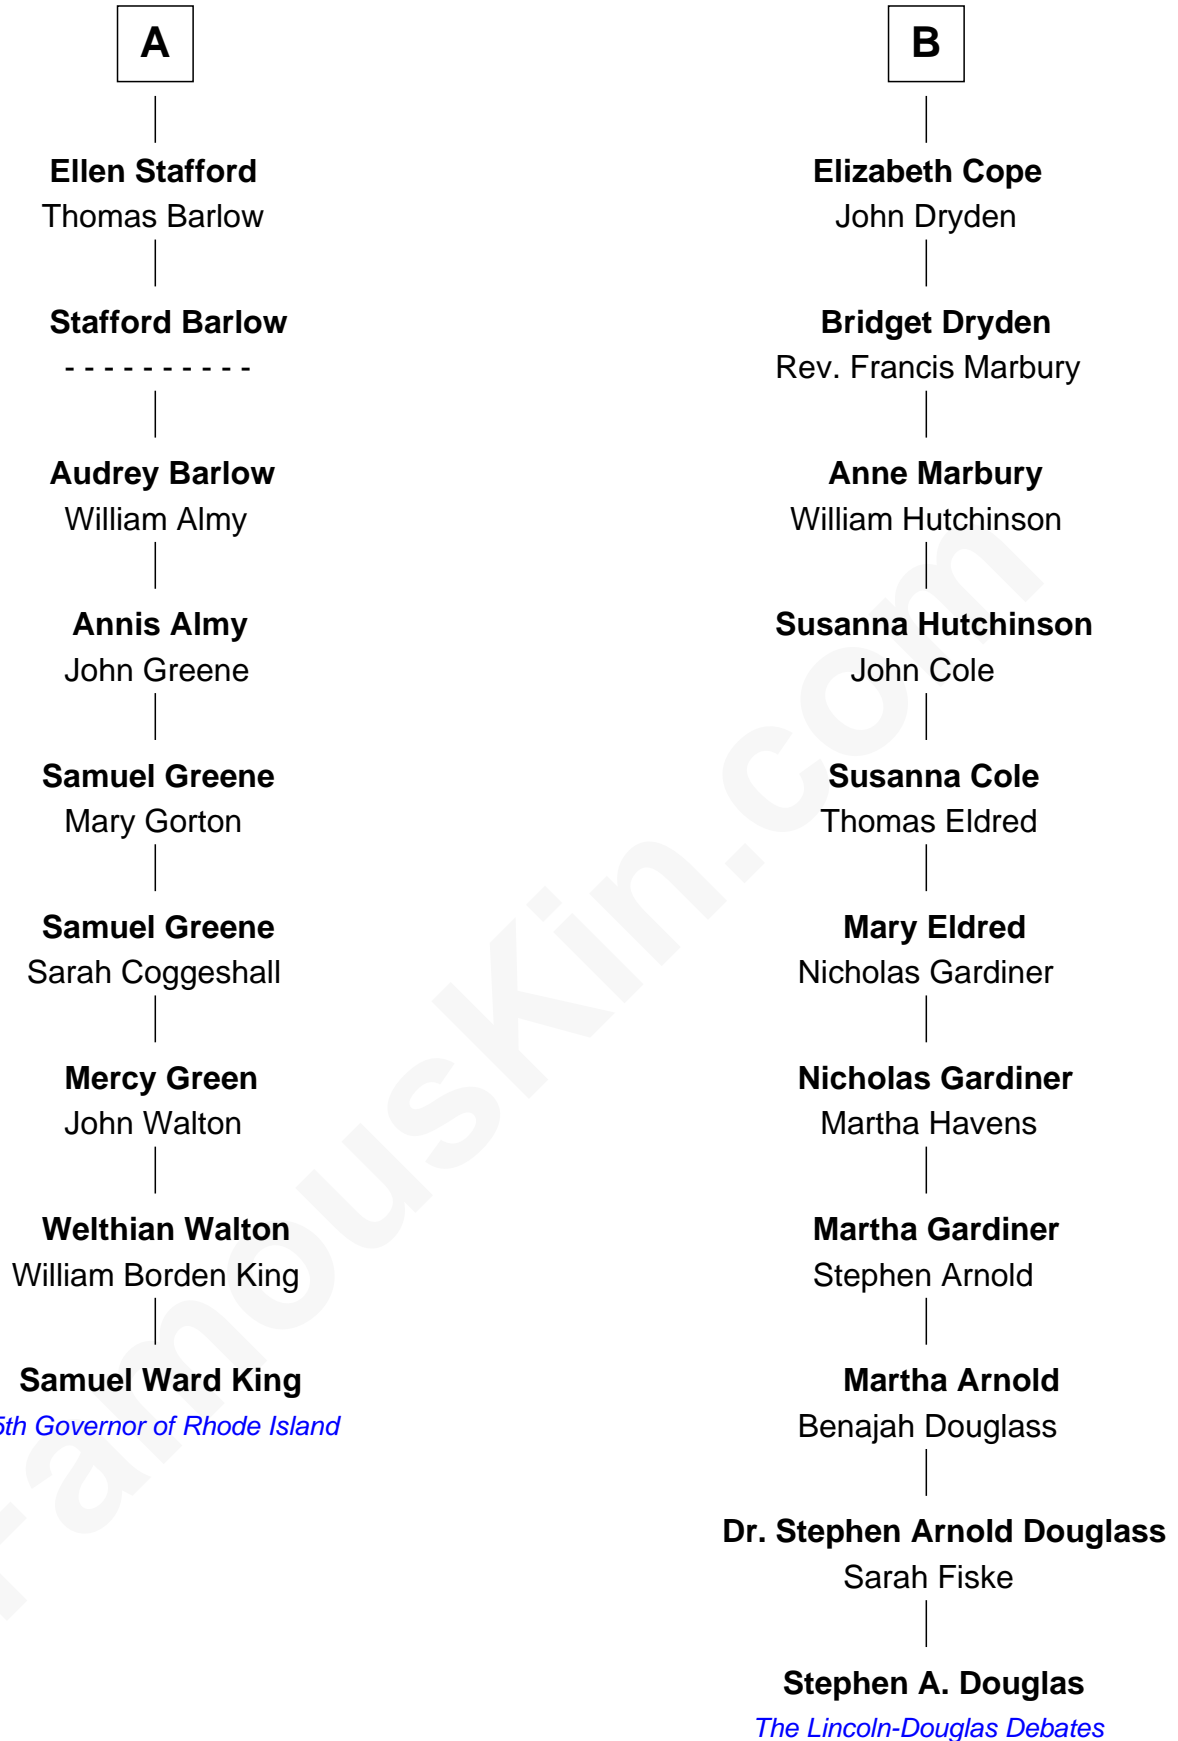 A
Ellen Stafford
Thomas Barlow
Stafford Barlow
- - - - - - - - - -
Audrey Barlow
William Almy
Annis Almy
John Greene
Samuel Greene
Mary Gorton
Samuel Greene
Sarah Coggeshall
Mercy Green
John Walton
Welthian Walton
William Borden King
Samuel Ward King
5th Governor of Rhode Island
B
Elizabeth Cope
John Dryden
Bridget Dryden
Rev. Francis Marbury
Anne Marbury
William Hutchinson
Susanna Hutchinson
John Cole
Susanna Cole
Thomas Eldred
Mary Eldred
Nicholas Gardiner
Nicholas Gardiner
Martha Havens
Martha Gardiner
Stephen Arnold
Martha Arnold
Benajah Douglass
Dr. Stephen Arnold Douglass
Sarah Fiske
Stephen A. Douglas
The Lincoln-Douglas Debates
FamousKin.com